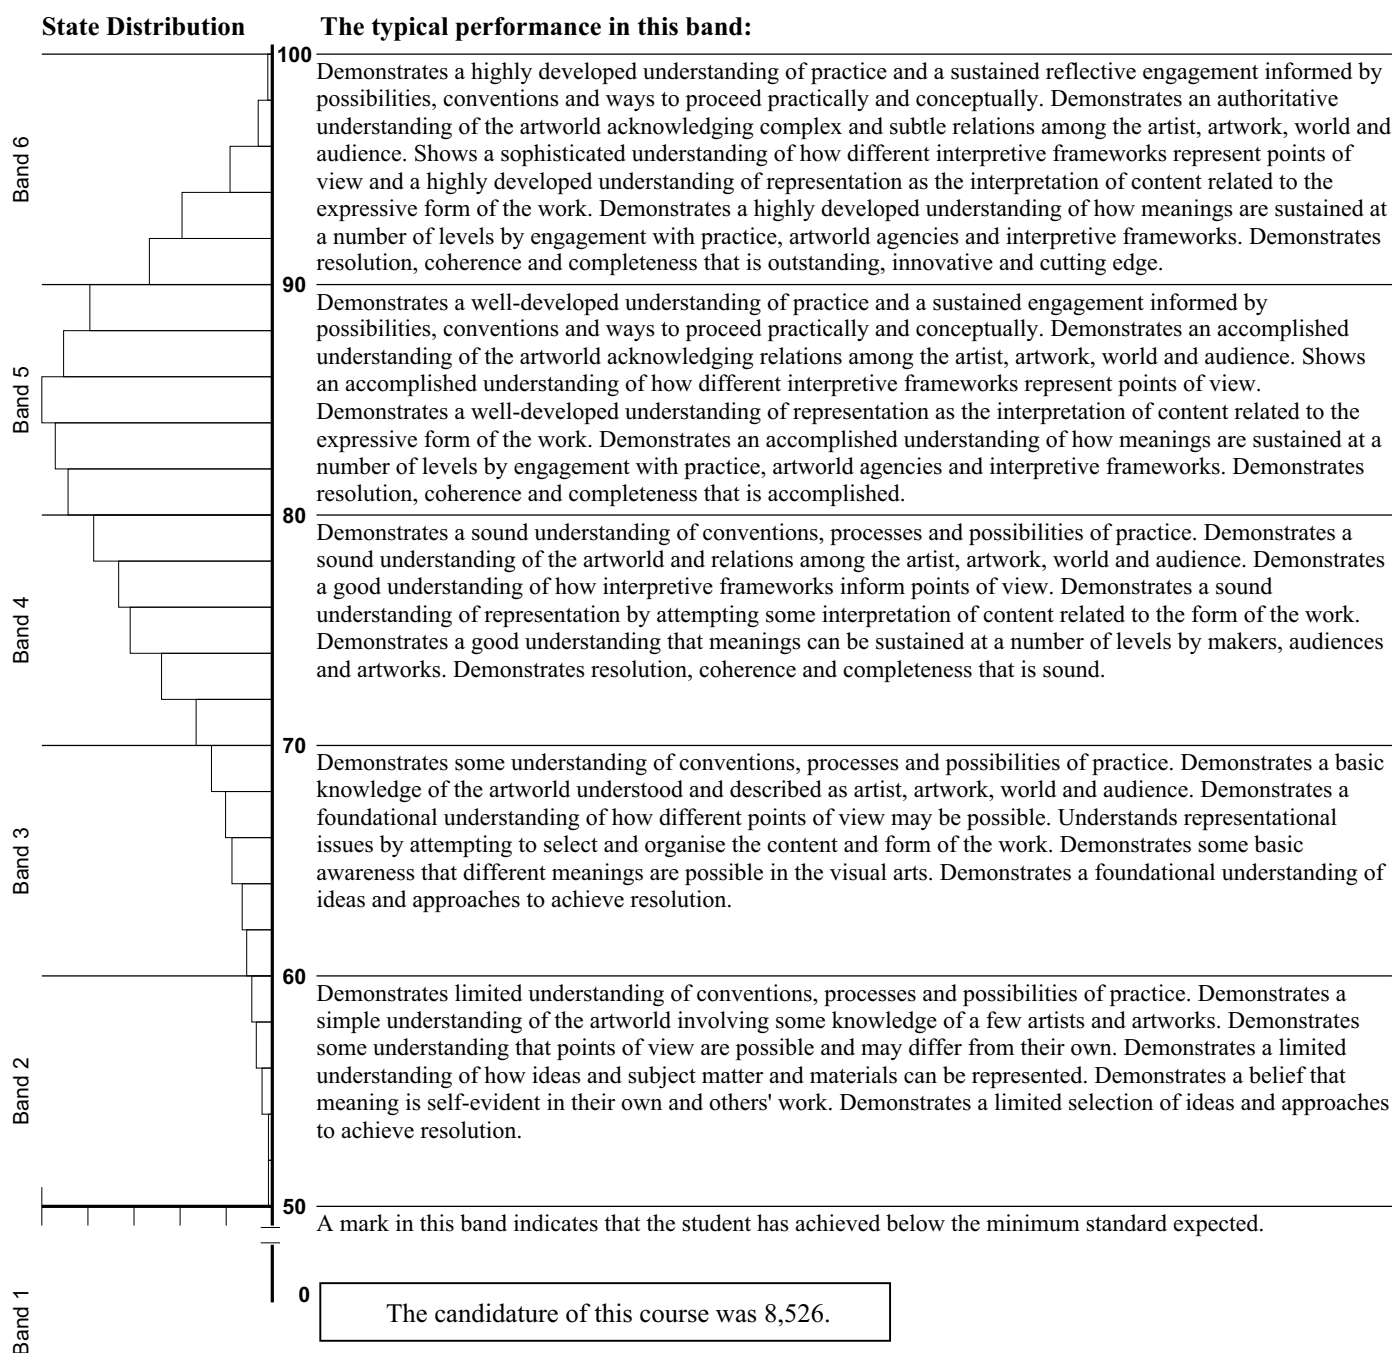 State Distribution
The typical performance in this band:
100
Band 6
Demonstrates a highly developed understanding of practice and a sustained reflective engagement informed by
possibilities, conventions and ways to proceed practically and conceptually. Demonstrates an authoritative
understanding of the artworld acknowledging complex and subtle relations among the artist, artwork, world and
audience. Shows a sophisticated understanding of how different interpretive frameworks represent points of
view and a highly developed understanding of representation as the interpretation of content related to the
expressive form of the work. Demonstrates a highly developed understanding of how meanings are sustained at
a number of levels by engagement with practice, artworld agencies and interpretive frameworks. Demonstrates
resolution, coherence and completeness that is outstanding, innovative and cutting edge.
90
Band 5
Demonstrates a well-developed understanding of practice and a sustained engagement informed by
possibilities, conventions and ways to proceed practically and conceptually. Demonstrates an accomplished
understanding of the artworld acknowledging relations among the artist, artwork, world and audience. Shows
an accomplished understanding of how different interpretive frameworks represent points of view.
Demonstrates a well-developed understanding of representation as the interpretation of content related to the
expressive form of the work. Demonstrates an accomplished understanding of how meanings are sustained at a
number of levels by engagement with practice, artworld agencies and interpretive frameworks. Demonstrates
resolution, coherence and completeness that is accomplished.
80
Band 4
Demonstrates a sound understanding of conventions, processes and possibilities of practice. Demonstrates a
sound understanding of the artworld and relations among the artist, artwork, world and audience. Demonstrates
a good understanding of how interpretive frameworks inform points of view. Demonstrates a sound
understanding of representation by attempting some interpretation of content related to the form of the work.
Demonstrates a good understanding that meanings can be sustained at a number of levels by makers, audiences
and artworks. Demonstrates resolution, coherence and completeness that is sound.
70
Band 3
Demonstrates some understanding of conventions, processes and possibilities of practice. Demonstrates a basic
knowledge of the artworld understood and described as artist, artwork, world and audience. Demonstrates a
foundational understanding of how different points of view may be possible. Understands representational
issues by attempting to select and organise the content and form of the work. Demonstrates some basic
awareness that different meanings are possible in the visual arts. Demonstrates a foundational understanding of
ideas and approaches to achieve resolution.
60
Band 2
Demonstrates limited understanding of conventions, processes and possibilities of practice. Demonstrates a
simple understanding of the artworld involving some knowledge of a few artists and artworks. Demonstrates
some understanding that points of view are possible and may differ from their own. Demonstrates a limited
understanding of how ideas and subject matter and materials can be represented. Demonstrates a belief that
meaning is self-evident in their own and others' work. Demonstrates a limited selection of ideas and approaches
to achieve resolution.
50
A mark in this band indicates that the student has achieved below the minimum standard expected.
Band 1
0
The candidature of this course was 8,526.